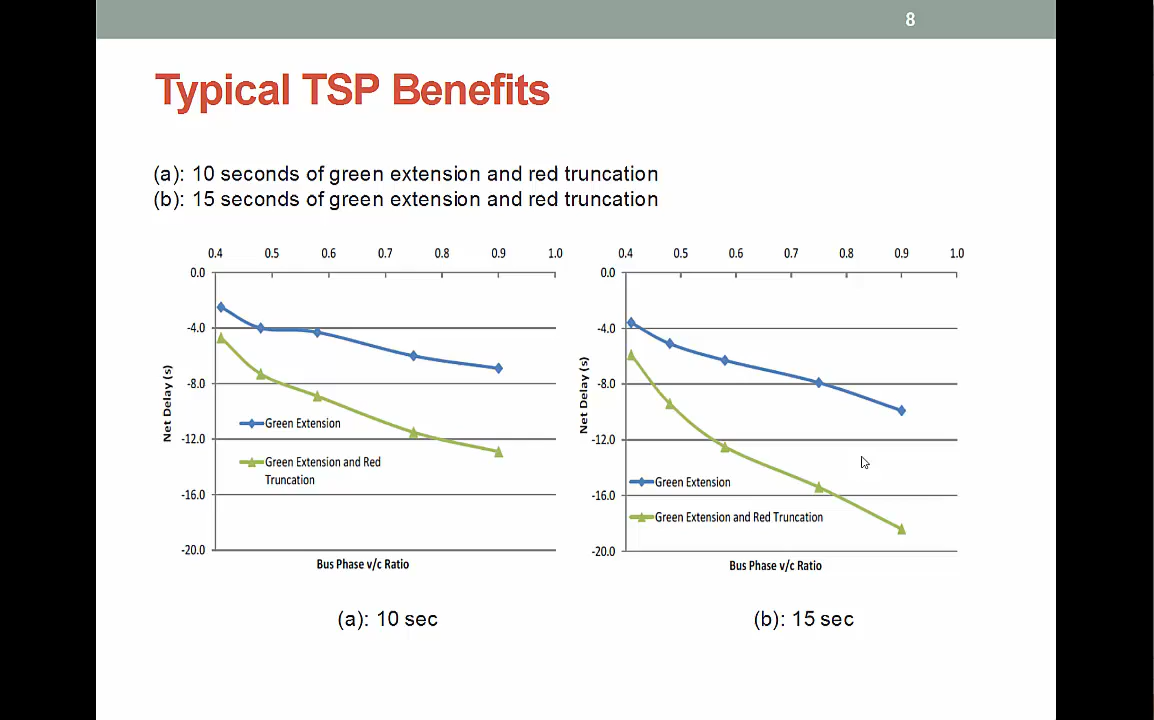 8
Typical TSP Benefits
(a): 10 seconds of green extension and red truncation
(b): 15 seconds of green extension and red truncation
0.4 0.5 0.6 0.7 0.8 0.9 1.0
0.0
-4.0
-8.0
-12.0
-16.0
-20.0
Net Delay (s)
Green Extension
Green Extension and Red
Truncation
Bus Phase v/c Ratio
(a): 10 sec
0.4 0.5 0.6 0.7 0.8 0.9 1.0
0.0
-4.0
-8.0
-12.0
-16.0
-20.0
Net Delay (s)
Green Extension
Green Extension and Red Truncation
Bus Phase v/c Ratio
(b): 15 sec